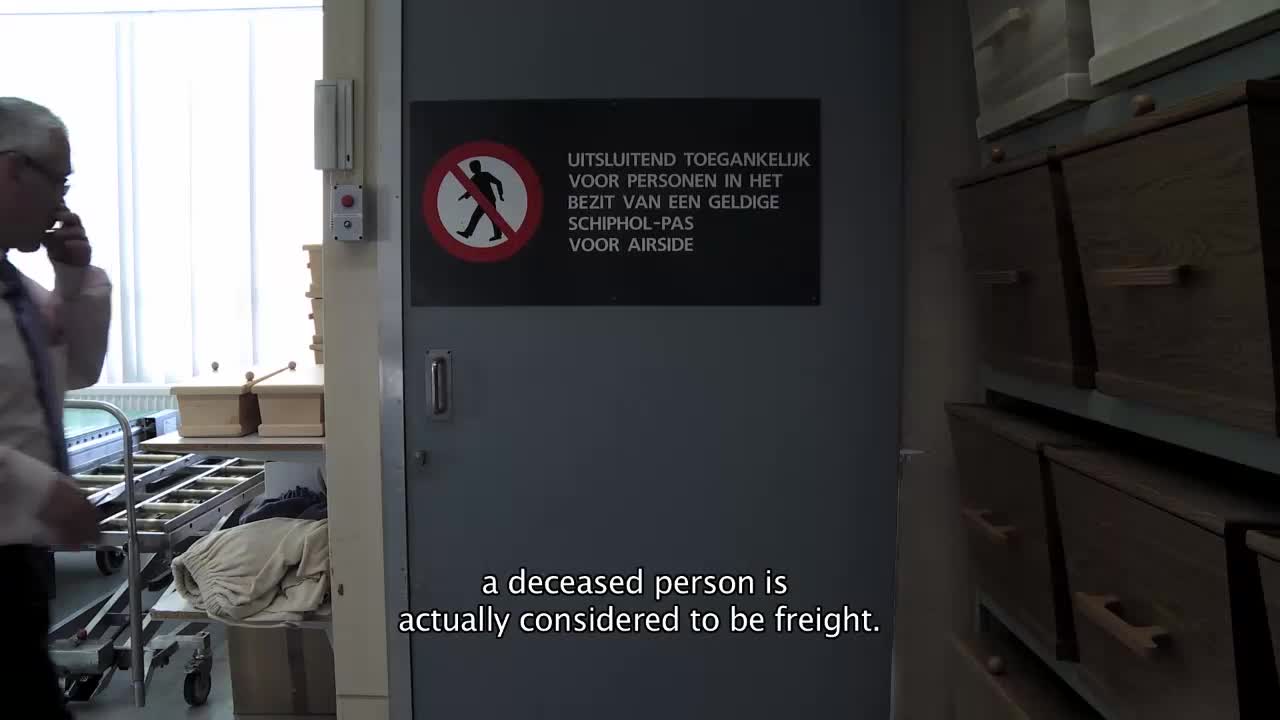 UITSLUITEND TOEGANKELIJK
VOOR PERSONEN IN HET
BEZIT VAN EEN GELDIGE
SCHIPHOL-PAS
VOOR AIRSIDE
a deceased person is
actually considered to be freight.